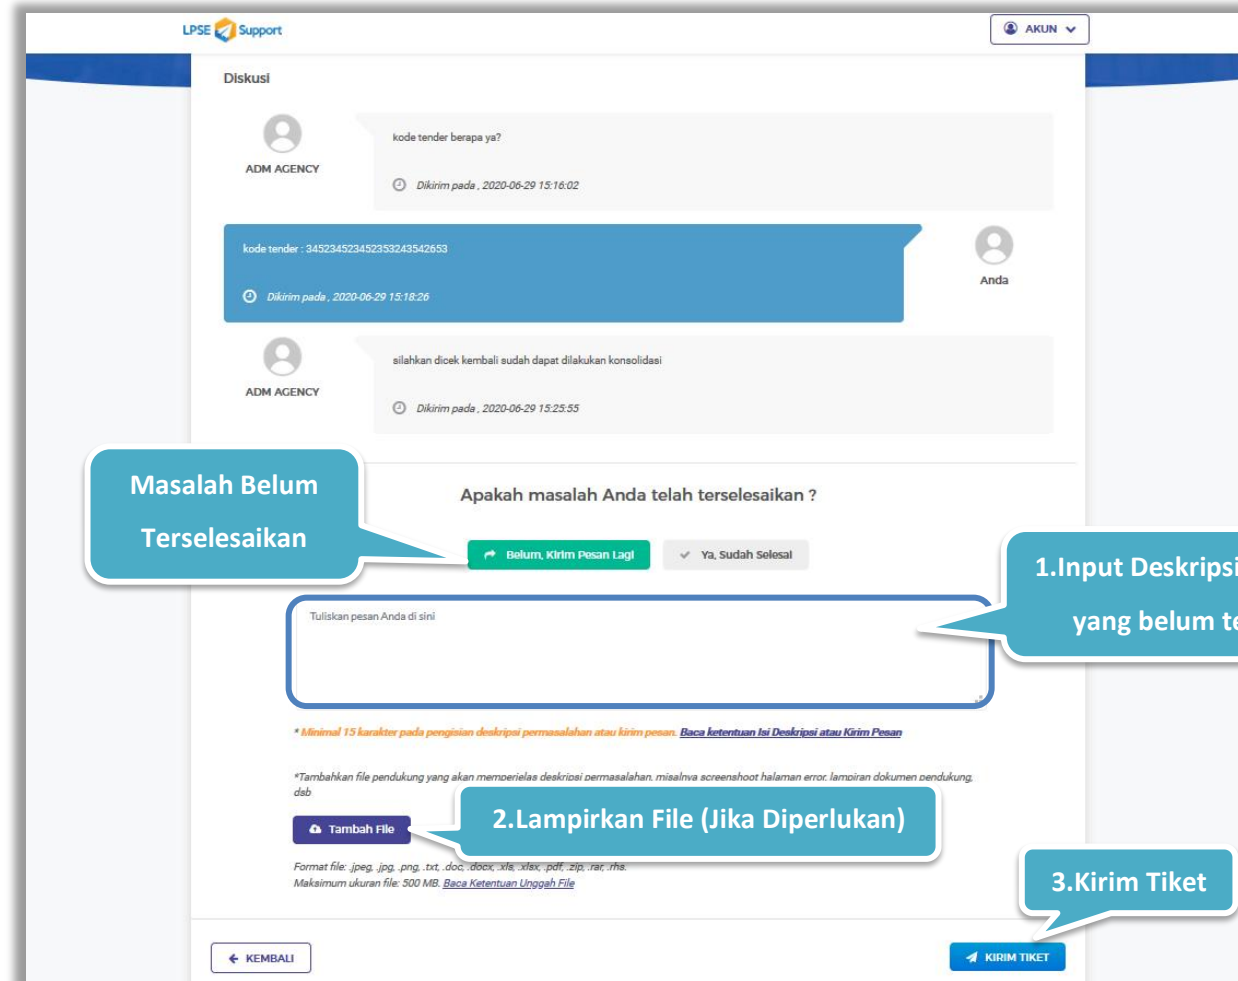 LPSE Support
AKUN
Diskusi
kode tender berapa ya?
ADM AGENCY
Dikirim pada , 2020-06-29 15:16:02
kode tender : 345234523452353243542653
Anda
Dikirim pada , 2020-06-29 15:18:26
silahkan dicek kembali sudah dapat dilakukan konsolidasi
ADM AGENCY
Dikirim pada , 2020-06-29 15:25:55
Masalah Belum
Terselesaikan
Apakah masalah Anda telah terselesaikan ?
Belum, Kirim Pesan Lagi
Ya, Sudah Selesai
1.Input Deskripsi
yang belum
Tuliskan pesan Anda di sini
* Minimal 15 karakter pada pengisian deskripsi permasalahan atau kirim pesan. Baca ketentuan Isi Deskripsi atau Kirim Pesan
*Tambahkan file pendukung yang akan memperjelas deskripsi permasalahan, misalnya screenshoot halaman error, lampiran dokumen pendukung,
dsb
2.Lampirkan File (Jika Diperlukan)
Tambah File
Format file: .jpeg, .jpg, .png, .txt, .doc, .docx, .xls, .xlsx, .pdf, .zip, .rar, .rhs.
Maksimum ukuran file: 500 MB. Baca Ketentuan Unggah File
3.Kirim Tiket
KEMBALI
KIRIM TIKET